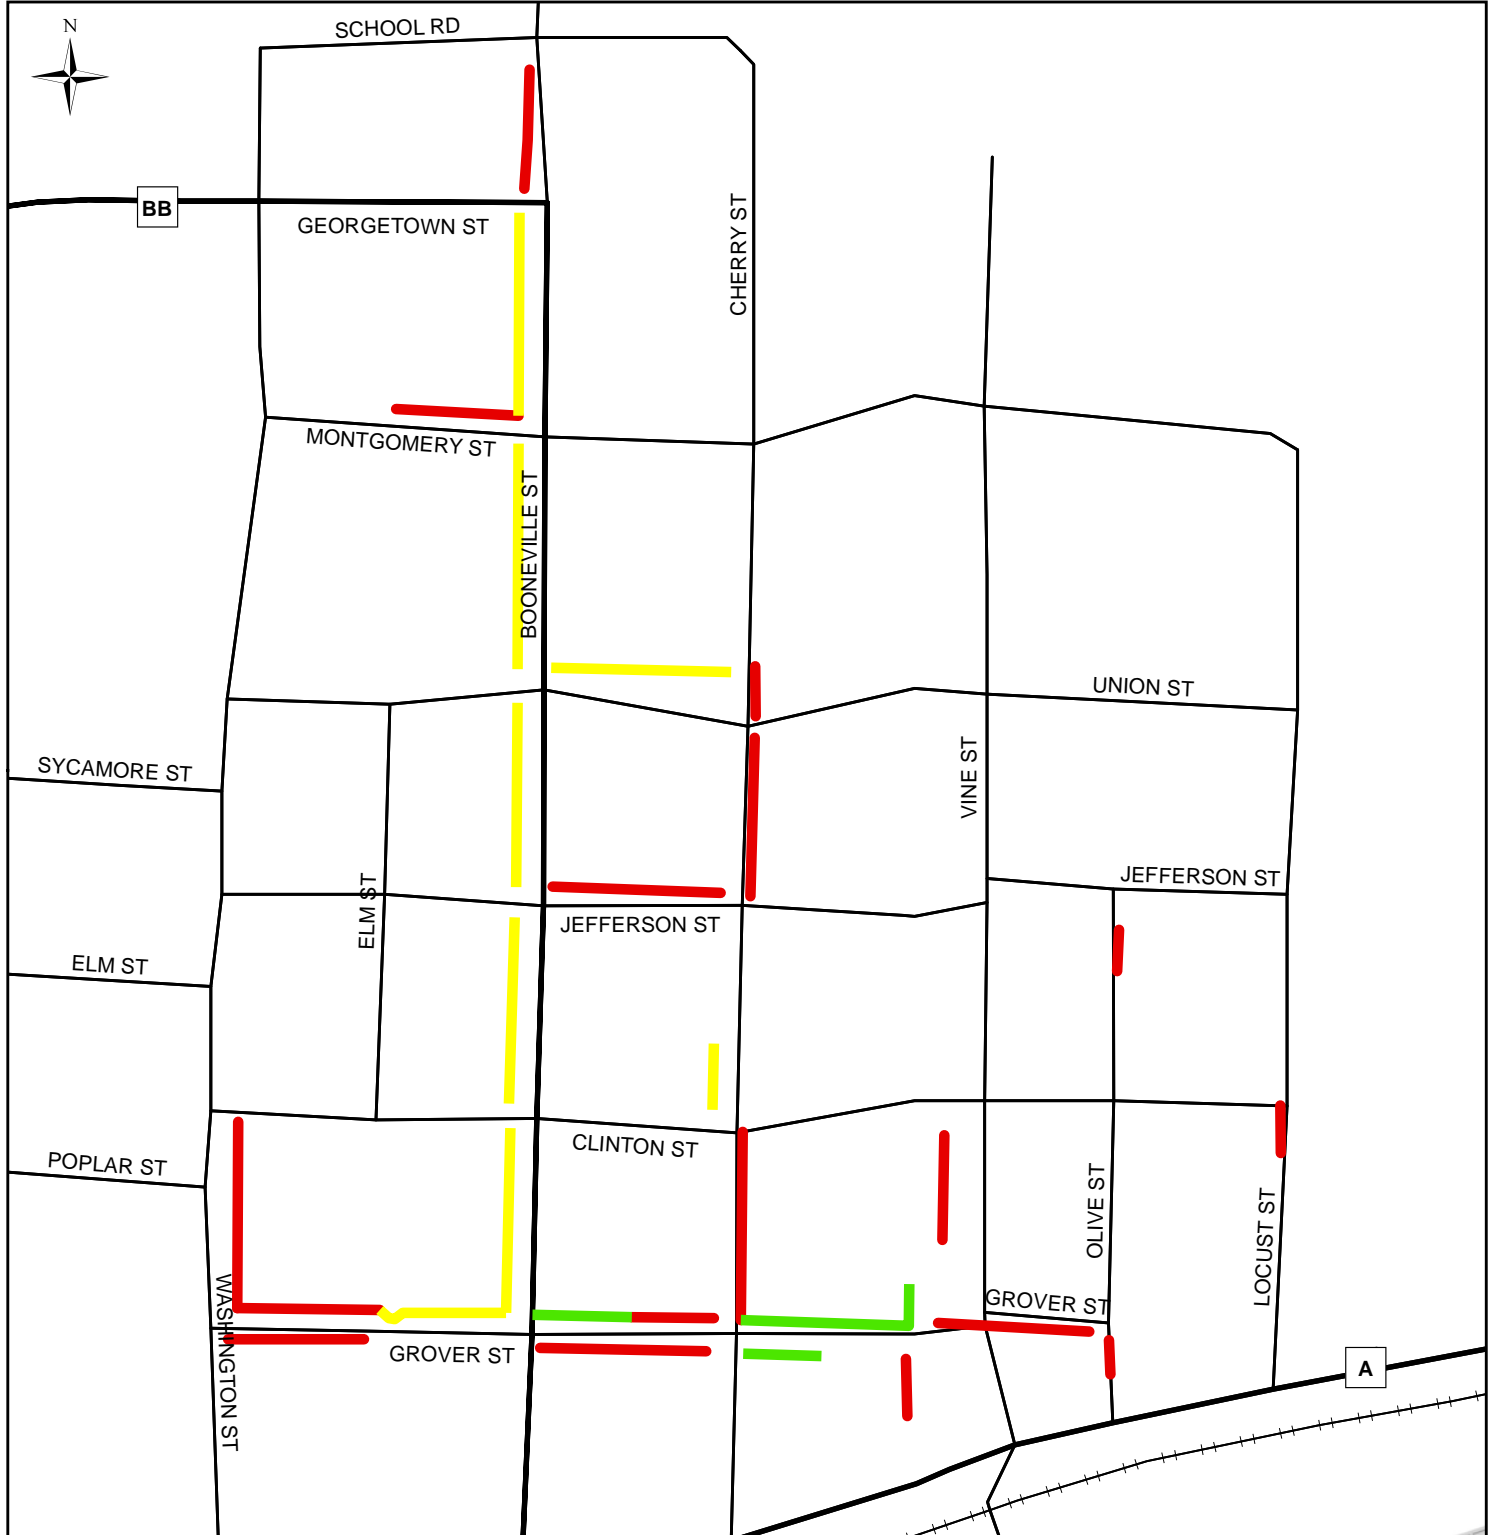 N
SCHOOL RD
BB
GEORGETOWN ST
CHERRY ST
MONTGOMERY ST
BOONEVILLE ST
UNION ST
SYCAMORE ST
VINE ST
JEFFERSON ST
ELM ST
JEFFERSON ST
ELM ST
CLINTON ST
POPLAR ST
OLIVE ST
LOCUST ST
WASHINGTON ST
GROVER ST
GROVER ST
A